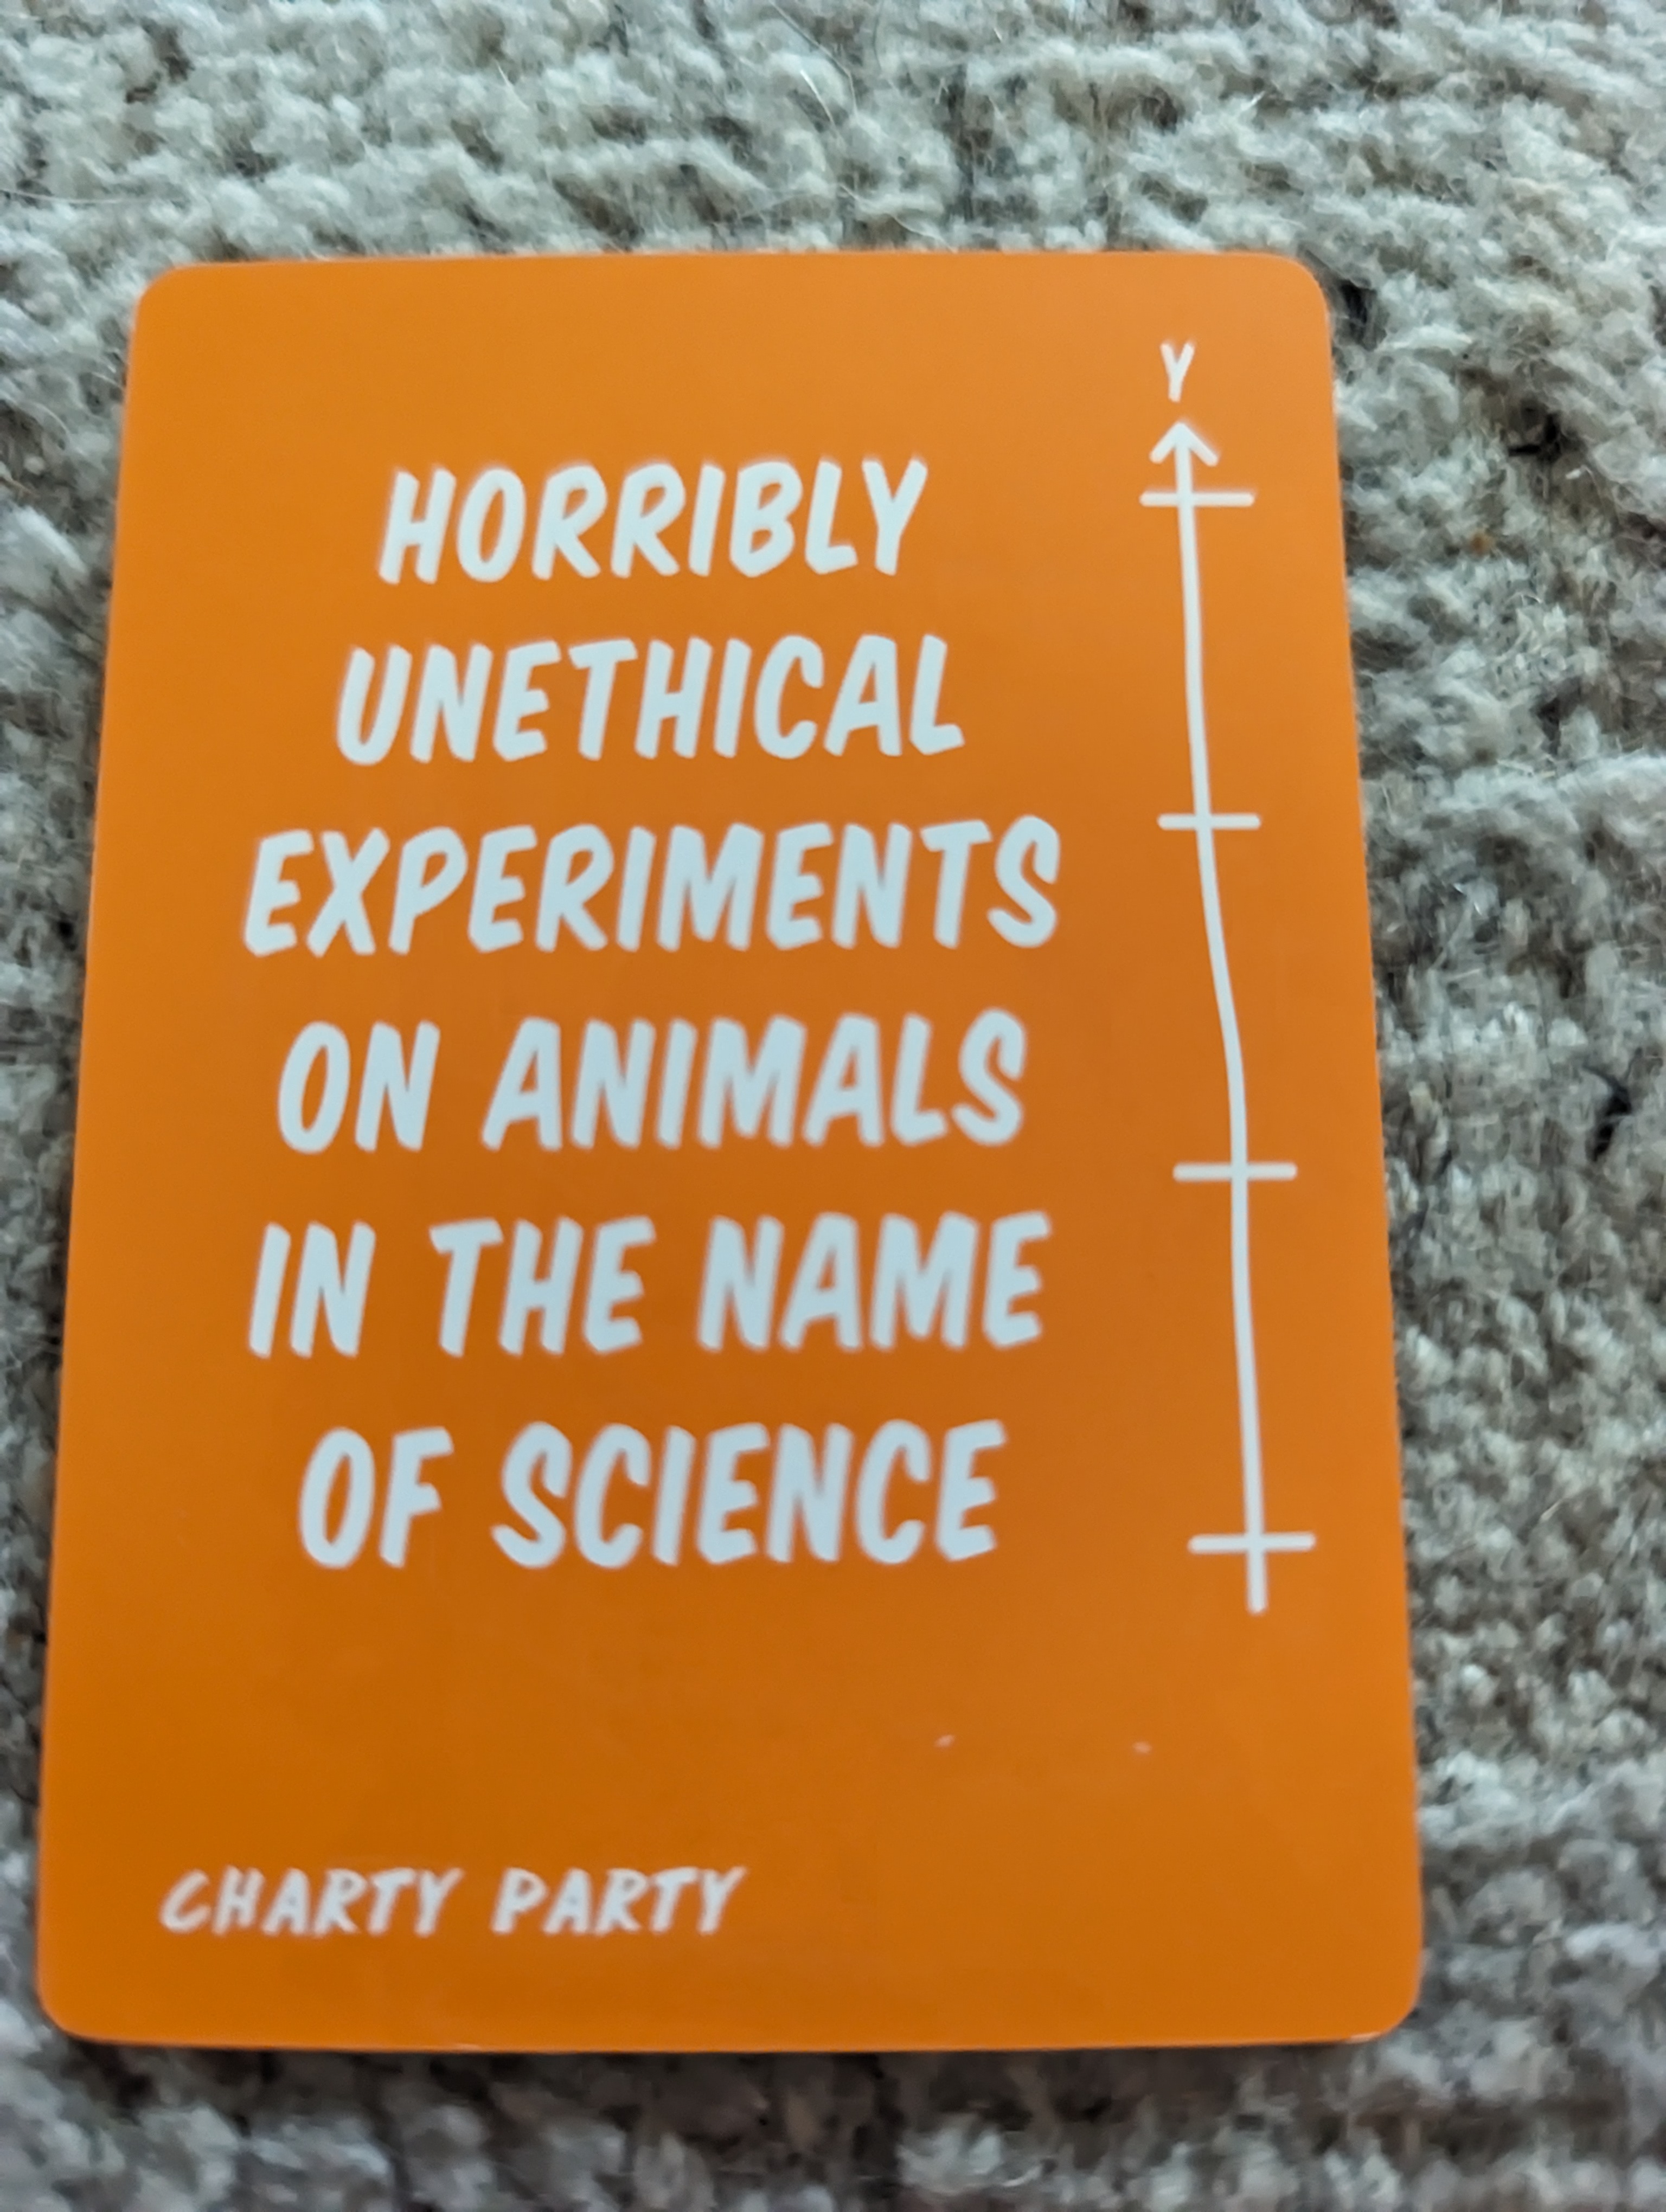 Y
HORRIBLY
UNETHICAL
EXPERIMENTS
ON ANIMALS
IN THE NAME
OF SCIENCE
CHARTY PARTY